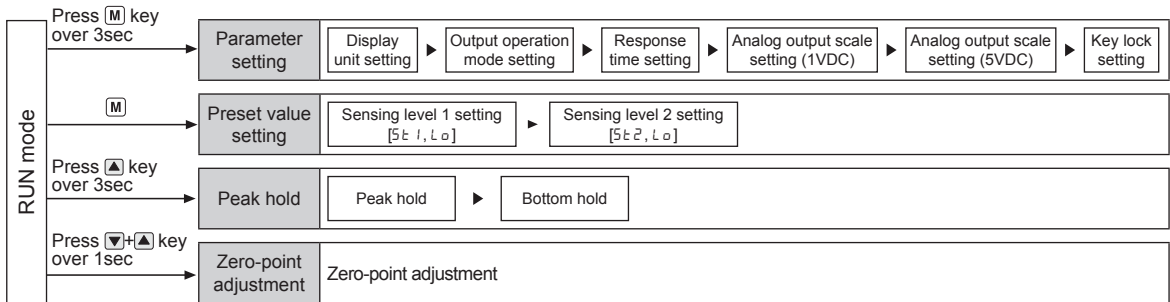 RUN mode
Press M key
over 3sec
Parameter
setting
Display
unit setting
Output operation
mode setting
Response
time setting
Analog output scale
setting (1VDC)
Analog output scale
setting (5VDC)
Key lock
setting
M
Preset value
setting
Sensing level 1 setting
[St1, Lo]
Sensing level 2 setting
[St2, Lo]
Press ▲ key
over 3sec
Peak hold
Peak hold
Bottom hold
Press ▼+▲ key
over 1sec
Zero-point
adjustment
Zero-point adjustment